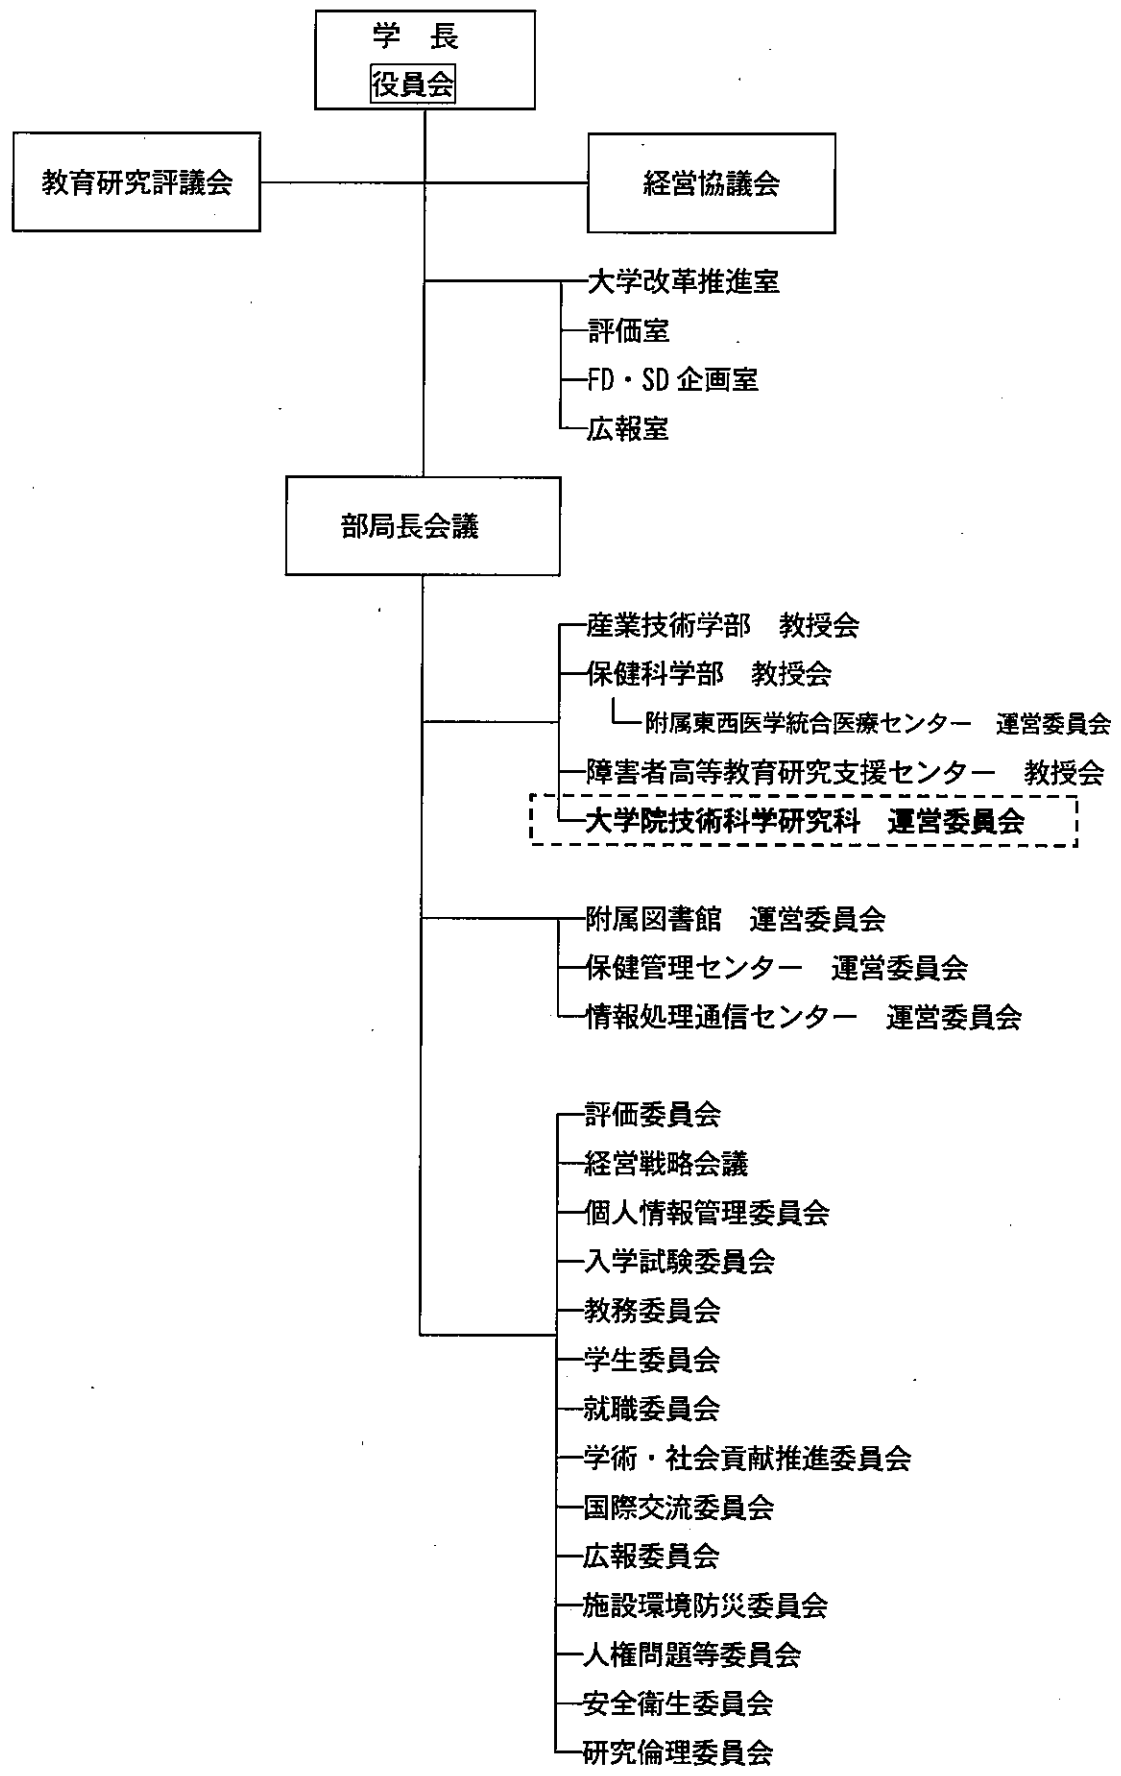 学　長
役員会
教育研究評議会
経営協議会
大学改革推進室
評価室
FD・SD 企画室
広報室
部局長会議
産業技術学部　教授会
保健科学部　教授会
附属東西医学統合医療センター　運営委員会
障害者高等教育研究支援センター　教授会
大学院技術科学研究科　運営委員会
附属図書館　運営委員会
保健管理センター　運営委員会
情報処理通信センター　運営委員会
評価委員会
経営戦略会議
個人情報管理委員会
入学試験委員会
教務委員会
学生委員会
就職委員会
学術・社会貢献推進委員会
国際交流委員会
広報委員会
施設環境防災委員会
人権問題等委員会
安全衛生委員会
研究倫理委員会